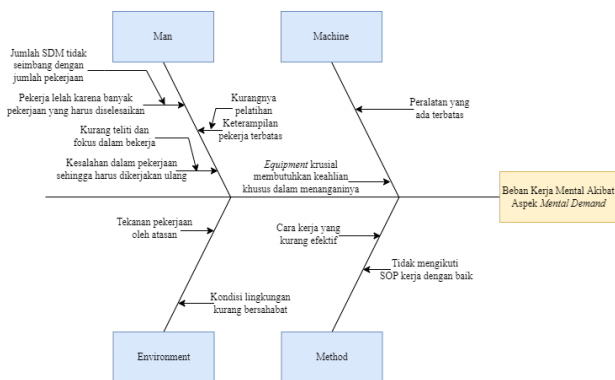 Man
Machine
Jumlah SDM tidak
seimbang dengan
jumlah pekerjaan
Pekerja lelah karena banyak
pekerjaan yang harus diselesaikan
Kurangnya
pelatihan
Keterampilan
pekerja terbatas
Kurang teliti dan
fokus dalam bekerja
Kesalahan dalam pekerjaan
sehingga harus dikerjakan ulang
Peralatan yang
ada terbatas
Equipment krusial
membutuhkan keahlian
khusus dalam menanganinya
Beban Kerja Mental Akibat
Aspek Mental Demand
Tekanan pekerjaan
oleh atasan
Kondisi lingkungan
kurang bersahabat
Cara kerja yang
kurang efektif
Tidak mengikuti
SOP kerja dengan baik
Environment
Method